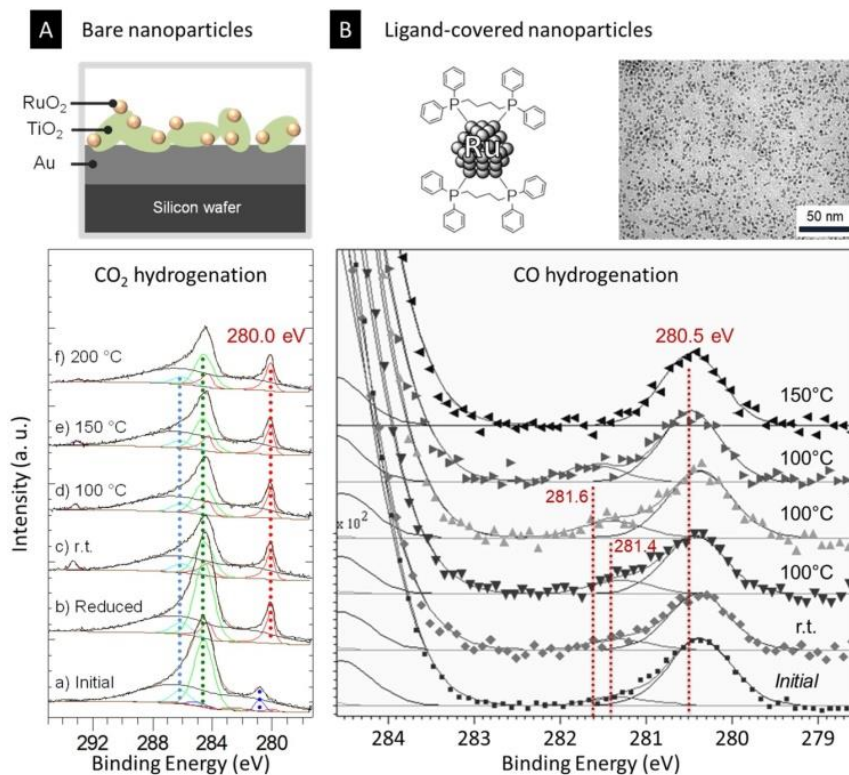 A Bare nanoparticles
RuO₂
TiO₂
Au
Silicon wafer
B Ligand-covered nanoparticles
P
P
Ru
P
P
50 nm
CO₂ hydrogenation
280.0 eV
f) 200 °C
e) 150 °C
d) 100 °C
c) r.t.
b) Reduced
a) Initial
Intensity (a. u.)
292
288
284
280
Binding Energy (eV)
CO hydrogenation
280.5 eV
150°C
100°C
281.6
x 10²
100°C
281.4
100°C
r.t.
Initial
284
283
282
281
280
279
Binding Energy (eV)